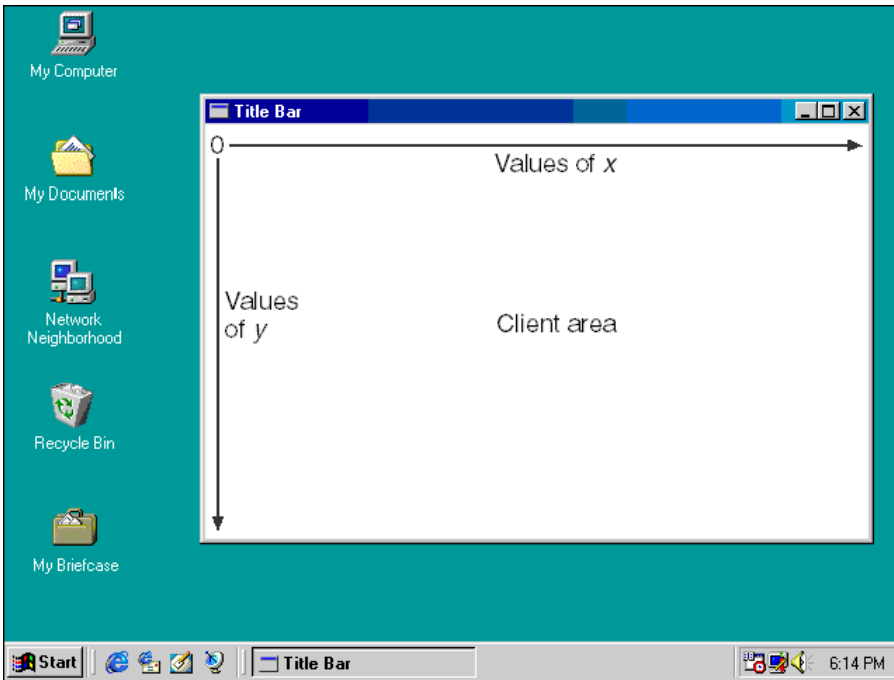 My Computer
My Documents
Network
Neighborhood
Recycle Bin
My Briefcase
Title Bar
0
Values of x
Values
of y
Client area
Start
Title Bar
6:14 PM